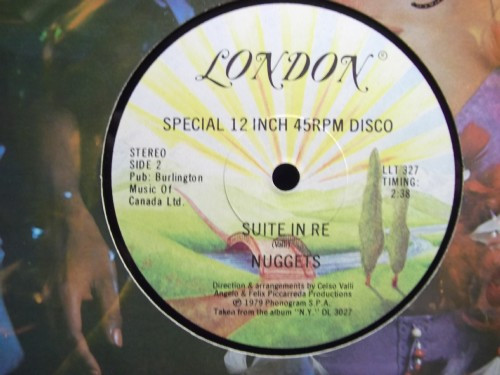 LONDON®
SPECIAL 12 INCH 45RPM DISCO
STEREO
SIDE 2
Pub: Burlington
Music Of
Canada Ltd.
LLT 327
TIMING:
2:38
SUITE IN RE
NUGGETS
Direction & arrangements by Celso Valli
Angelo & Felix Piccarreda Productions
℗ 1979 Phonogram S.P.A.
Taken from the album "N.Y." DL 3027